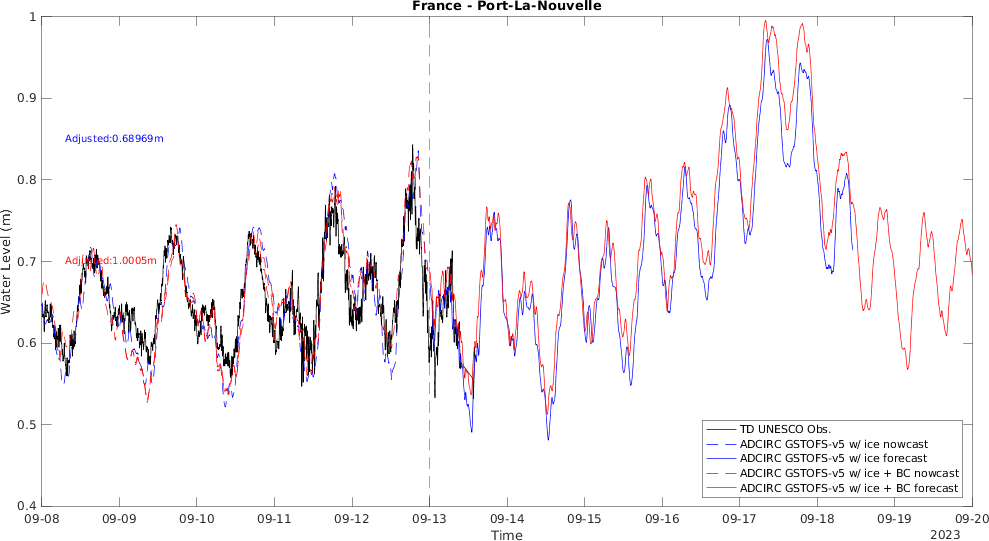 France - Port-La-Nouvelle
Water Level (m)
1
0.9
0.8
0.7
0.6
0.5
0.4
Adjusted:0.68969m
Adjusted:1.0005m
TD UNESCO Obs.
ADCIRC GSTOFS-v5 w/ ice nowcast
ADCIRC GSTOFS-v5 w/ ice forecast
ADCIRC GSTOFS-v5 w/ ice + BC nowcast
ADCIRC GSTOFS-v5 w/ ice + BC forecast
09-08 09-09 09-10 09-11 09-12 09-13 09-14 09-15 09-16 09-17 09-18 09-19 09-20
Time
2023